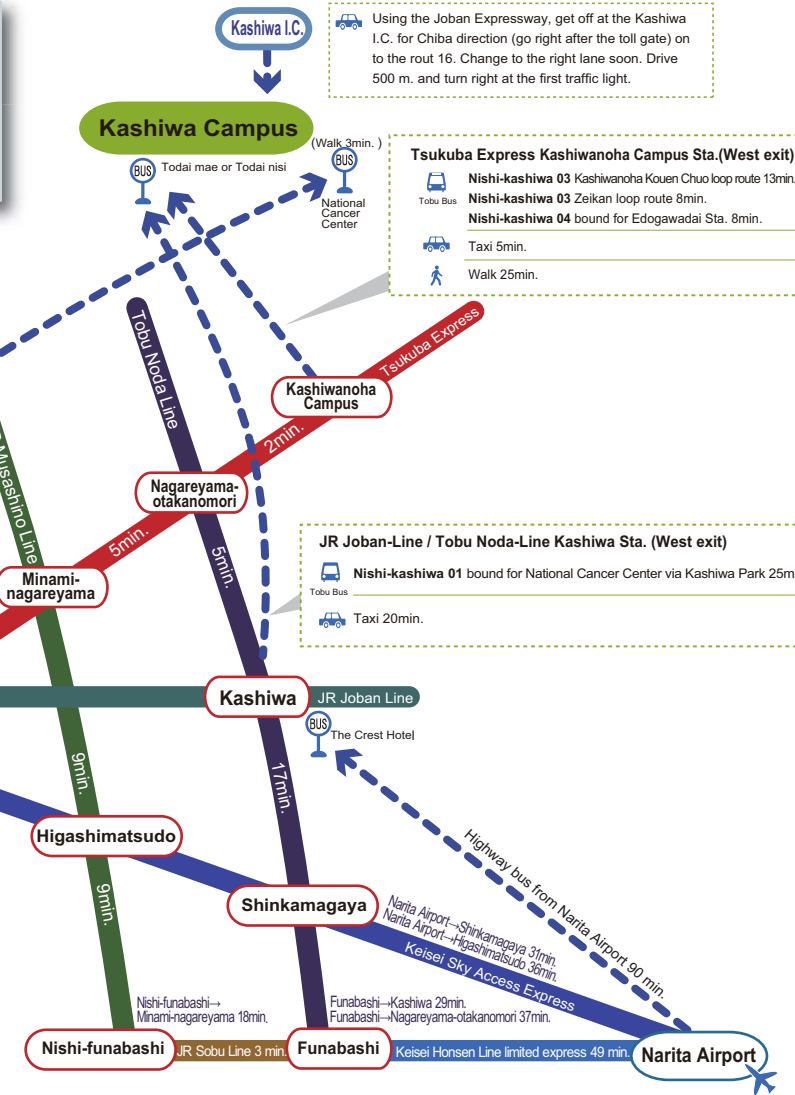 Kashiwa I.C.
Using the Joban Expressway, get off at the Kashiwa
I.C. for Chiba direction (go right after the toll gate) on
to the rout 16. Change to the right lane soon. Drive
500 m. and turn right at the first traffic light.
Kashiwa Campus
(Walk 3min. )
BUS
Todai mae or Todai nisi
BUS
National
Cancer
Center
Tsukuba Express Kashiwanoha Campus Sta.(West exit)
Tobu Bus
Nishi-kashiwa 03 Kashiwanoha Kouen Chuo loop route 13min.
Nishi-kashiwa 03 Zeikan loop route 8min.
Nishi-kashiwa 04 bound for Edogawadai Sta. 8min.
Taxi 5min.
Walk 25min.
Tobu Noda Line
Tsukuba Express
Kashiwanoha
Campus
2min.
Nagareyama-
otakanomori
Musashino Line
5min.
5min.
Minami-
nagareyama
JR Joban-Line / Tobu Noda-Line Kashiwa Sta. (West exit)
Tobu Bus
Nishi-kashiwa 01 bound for National Cancer Center via Kashiwa Park 25m
Taxi 20min.
Kashiwa
JR Joban Line
BUS
The Crest Hotel
9min.
17min.
Higashimatsudo
9min.
Shinkamagaya
Narita Airport→Shinkamagaya 31min.
Narita Airport→Higashimatsudo 36min.
Keisei Sky Access Express
Highway bus from Narita Airport 90 min.
Nishi-funabashi→
Minami-nagareyama 18min.
Funabashi→Kashiwa 29min.
Funabashi→Nagareyama-otakanomori 37min.
Nishi-funabashi
JR Sobu Line 3 min.
Funabashi
Keisei Honsen Line limited express 49 min.
Narita Airport